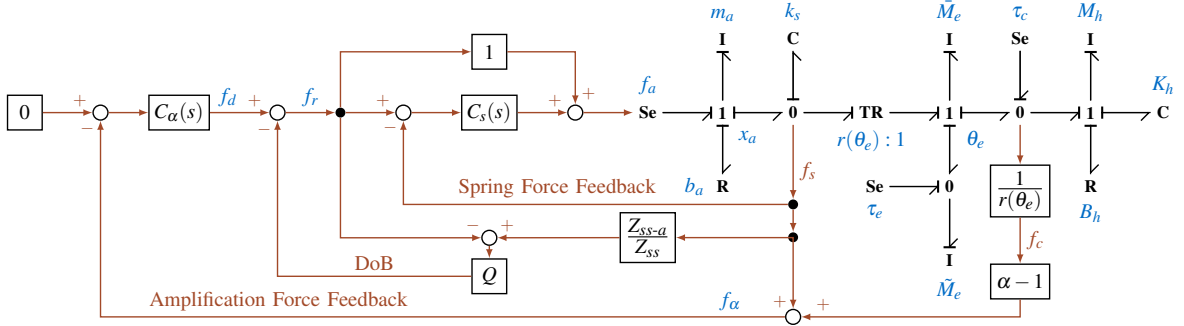 m_a k_s M̄_e τ_c M_h
I C I Se I
1
f_a K_h
0 + − C_α(s) f_d + − f_r + − C_s(s) + + Se 1 0 TR 1 0 1 C
x_a r(θ_e) : 1 θ_e
f_s
Spring Force Feedback b_a R Se 0 1/r(θ_e) R
τ_e B_h
− + Z_ss-a/Z_ss f_c
DoB Q I α − 1
M̃_e
Amplification Force Feedback f_α + +